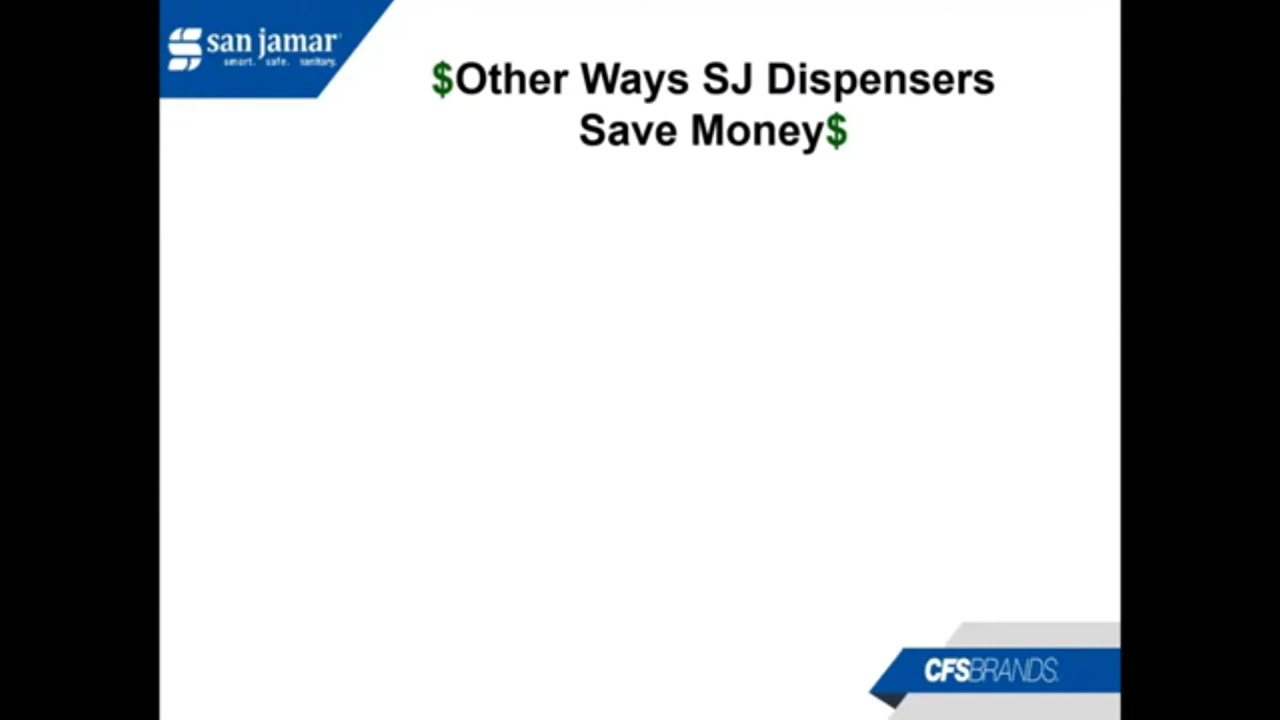 san jamar
smart. safe. sanitary.
$Other Ways SJ Dispensers
Save Money$
CFSBRANDS.